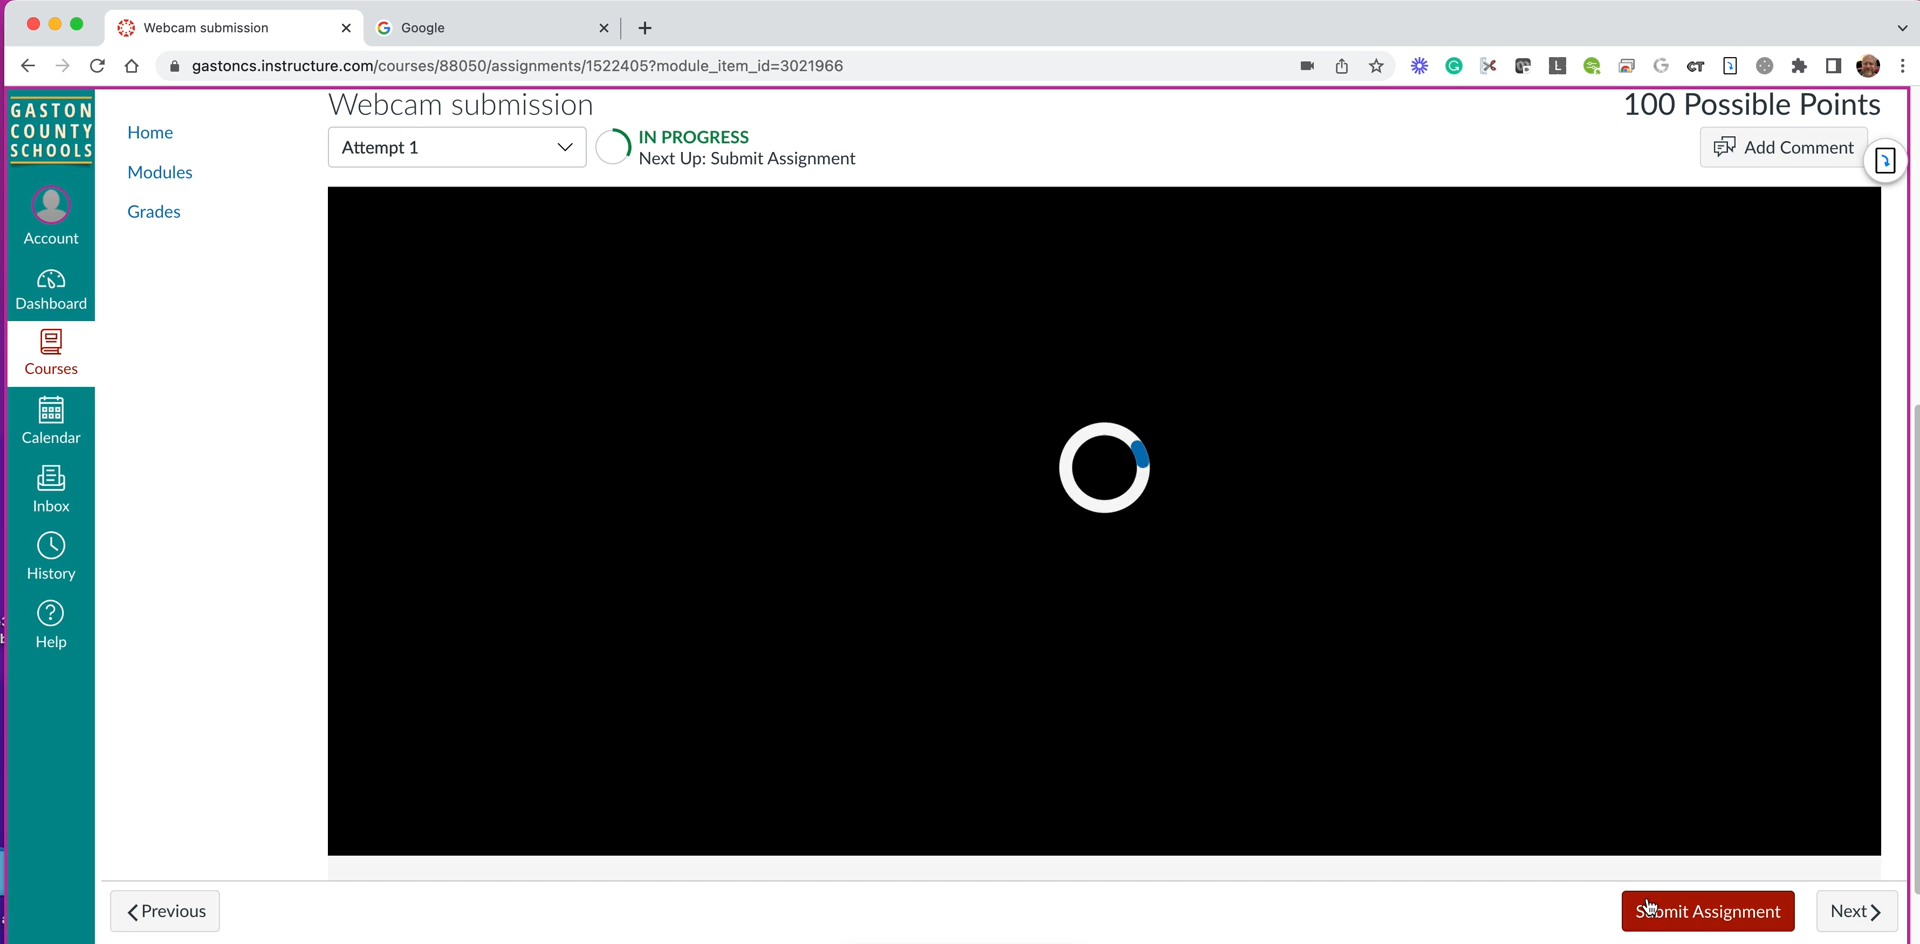 Webcam submission
Google
gastoncs.instructure.com/courses/88050/assignments/1522405?module_item_id=3021966
L
CT
GASTON
COUNTY
SCHOOLS
Account
Dashboard
Courses
Calendar
Inbox
History
Help
Home
Modules
Grades
Webcam submission
100 Possible Points
Attempt 1
IN PROGRESS
Next Up: Submit Assignment
Add Comment
Previous
Submit Assignment
Next